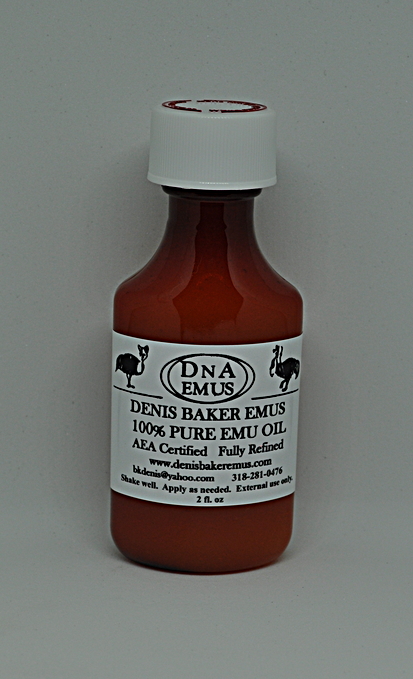 DNA
EMUS
DENIS BAKER EMUS
100% PURE EMU OIL
AEA Certified Fully Refined
www.denisbakeremus.com
bkdenis@yahoo.com 318-281-0476
Shake well. Apply as needed. External use only.
2 fl. oz